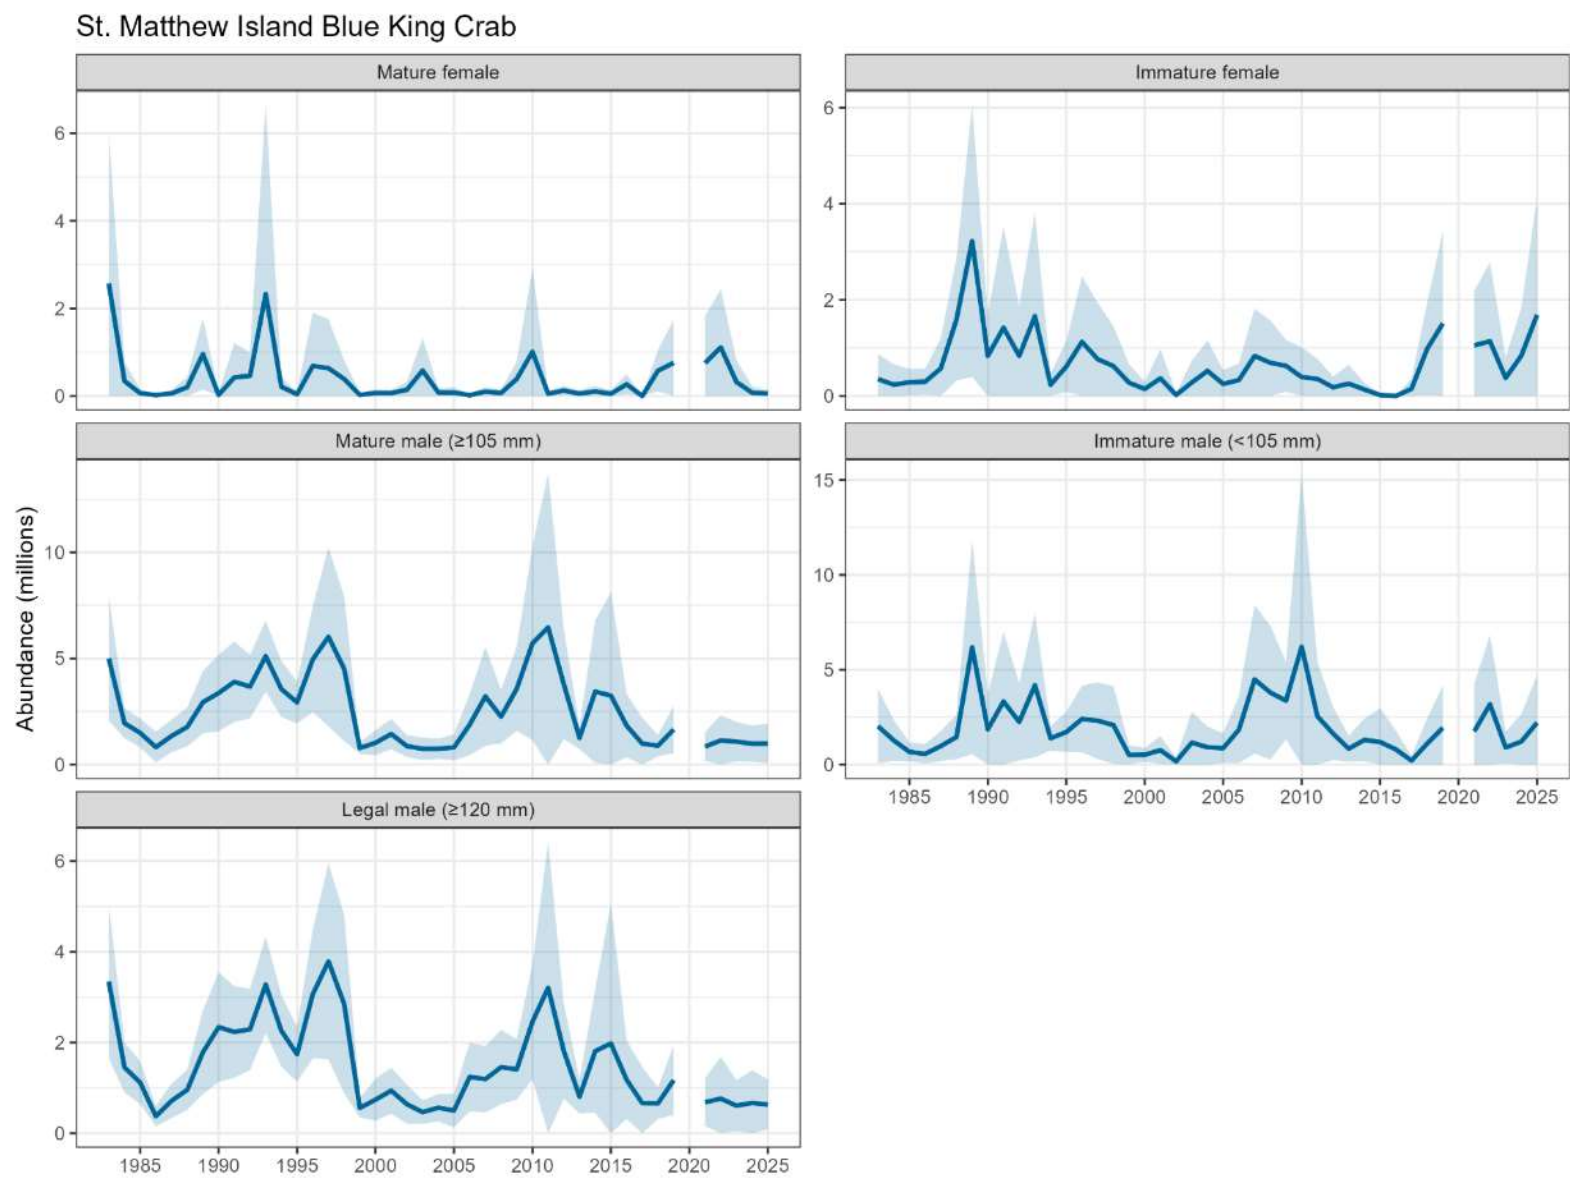 St. Matthew Island Blue King Crab
Mature female
6
4
2
0
Immature female
6
4
2
0
Abundance (millions)
Mature male (≥105 mm)
10
5
0
Immature male (<105 mm)
15
10
5
0
1985 1990 1995 2000 2005 2010 2015 2020 2025
Legal male (≥120 mm)
6
4
2
0
1985 1990 1995 2000 2005 2010 2015 2020 2025